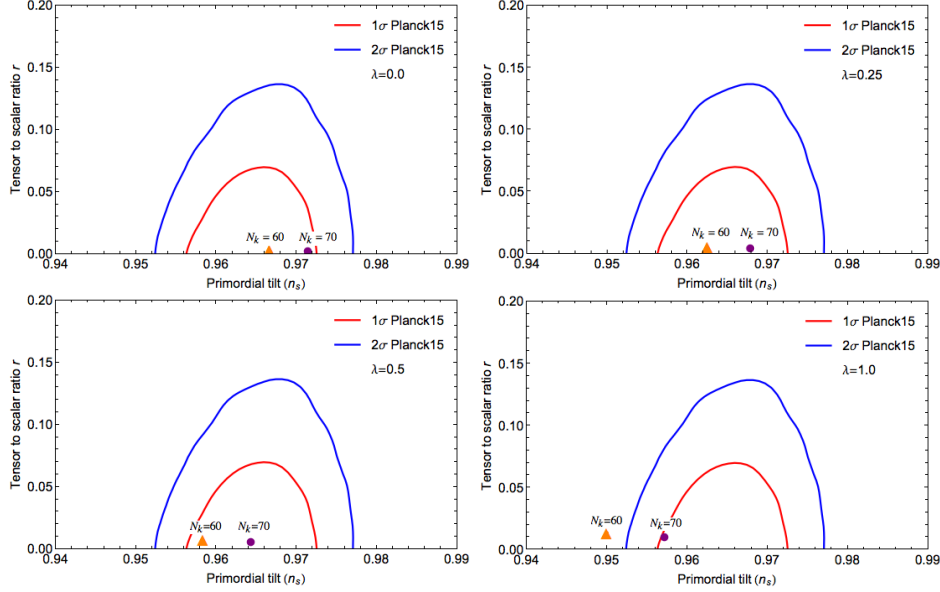 0.20
0.15
0.10
0.05
0.00
Tensor to scalar ratio r
1σ Planck15
2σ Planck15
λ=0.0
N_k = 60 N_k = 70
0.94 0.95 0.96 0.97 0.98 0.99
Primordial tilt (n_s)
0.20
0.15
0.10
0.05
0.00
Tensor to scalar ratio r
1σ Planck15
2σ Planck15
λ=0.25
N_k = 60 N_k = 70
0.94 0.95 0.96 0.97 0.98 0.99
Primordial tilt (n_s)
0.20
0.15
0.10
0.05
0.00
Tensor to scalar ratio r
1σ Planck15
2σ Planck15
λ=0.5
N_k=60 N_k=70
0.94 0.95 0.96 0.97 0.98 0.99
Primordial tilt (n_s)
0.20
0.15
0.10
0.05
0.00
Tensor to scalar ratio r
1σ Planck15
2σ Planck15
λ=1.0
N_k=60 N_k=70
0.94 0.95 0.96 0.97 0.98 0.99
Primordial tilt (n_s)